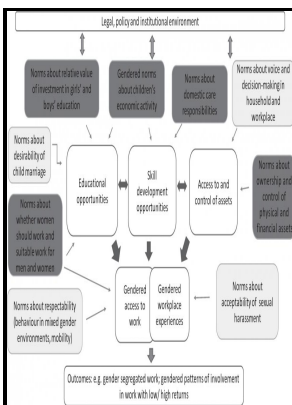 Legal, policy and institutional environment
Norms about relative value
of investment in girls' and
boys' education
Gendered norms
about children's
economic activity
Norms about
domestic care
responsibilities
Norms about voice and
decision-making in
household and
workplace
Norms about
desirability of
child marriage
Educational
opportunities
Skill
development
opportunities
Access to and
control of assets
Norms about
ownership and
control of
physical and
financial assets
Norms about
whether women
should work and
suitable work for
men and women
Gendered
access to
work
Gendered
workplace
experiences
Norms about respectability
(behaviour in mixed gender
environments, mobility)
Norms about
acceptability of sexual
harassment
Outcomes: e.g. gender segregated work; gendered patterns of involvement
in work with low/ high returns